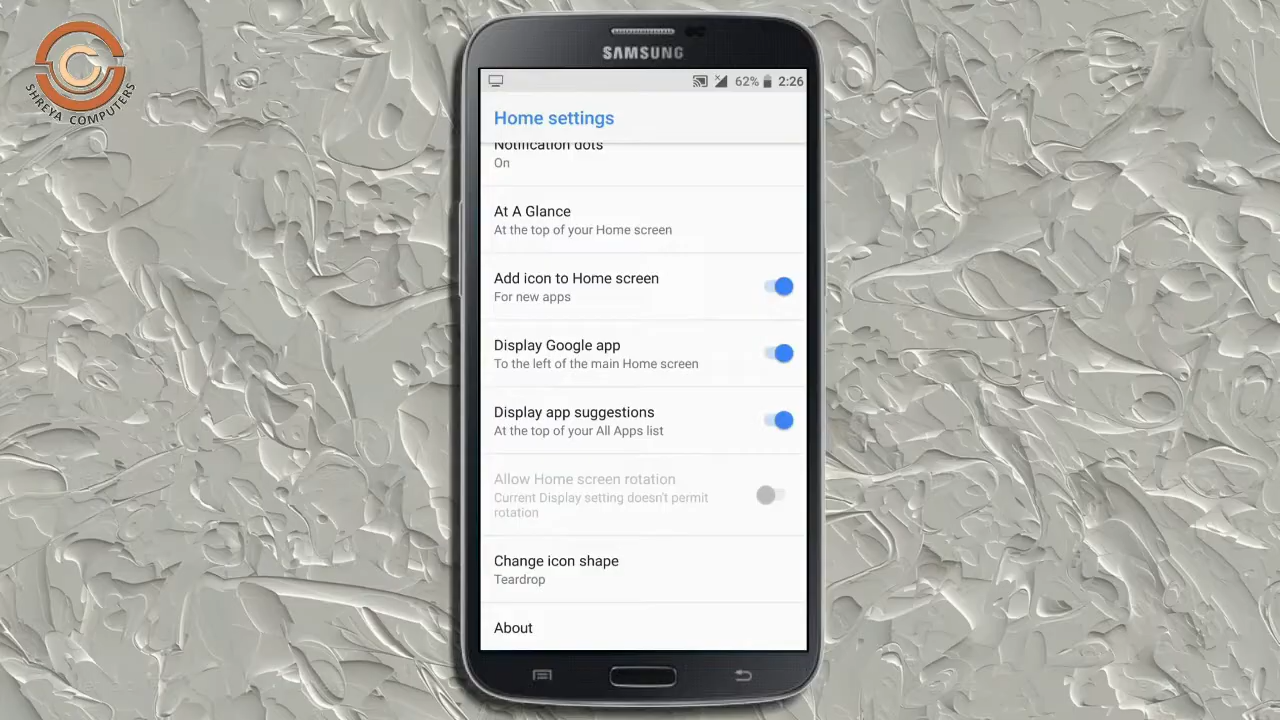 SHREYA COMPUTERS
SAMSUNG
62% 2:26
Home settings
Notification dots
On
At A Glance
At the top of your Home screen
Add icon to Home screen
For new apps
Display Google app
To the left of the main Home screen
Display app suggestions
At the top of your All Apps list
Allow Home screen rotation
Current Display setting doesn't permit
rotation
Change icon shape
Teardrop
About